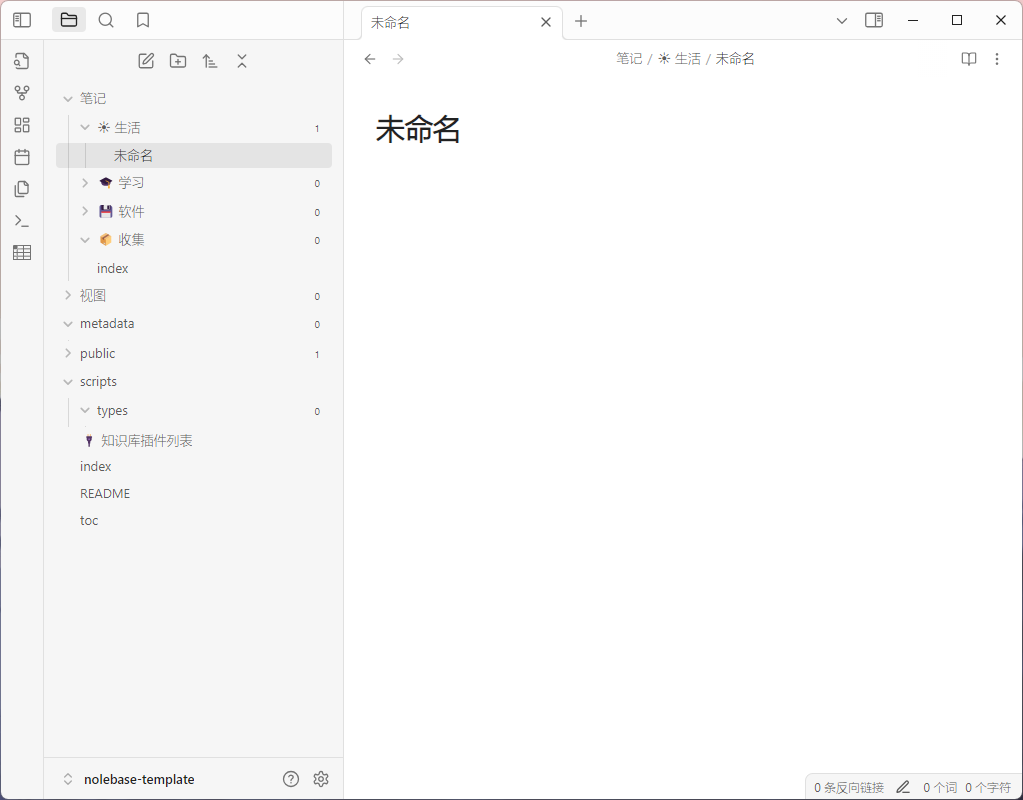 未命名
笔记 / ☀ 生活 / 未命名
未命名
笔记
☀ 生活 1
未命名
🎓 学习 0
💾 软件 0
📦 收集 0
index
视图 0
metadata 0
public 1
scripts
types 0
🔌 知识库插件列表
index
README
toc
nolebase-template
0 条反向链接 0 个词 0 个字符